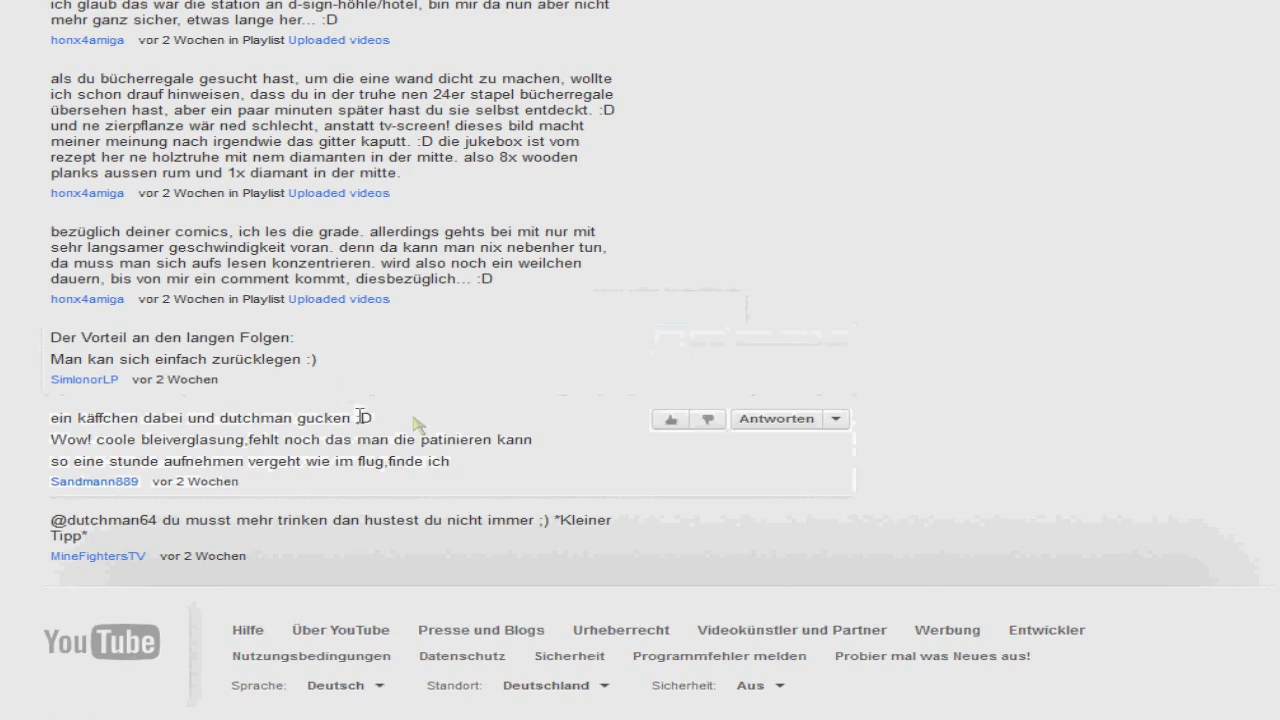 ich glaub das war die station an d-sign-höhle/hotel, bin mir da nun aber nicht
mehr ganz sicher, etwas lange her... :D
honx4amiga vor 2 Wochen in Playlist Uploaded videos
als du bücherregale gesucht hast, um die eine wand dicht zu machen, wollte
ich schon drauf hinweisen, dass du in der truhe nen 24er stapel bücherregale
übersehen hast, aber ein paar minuten später hast du sie selbst entdeckt. :D
und ne zierpflanze wär ned schlecht, anstatt tv-screen! dieses bild macht
meiner meinung nach irgendwie das gitter kaputt. :D die jukebox ist vom
rezept her ne holztruhe mit nem diamanten in der mitte. also 8x wooden
planks aussen rum und 1x diamant in der mitte.
honx4amiga vor 2 Wochen in Playlist Uploaded videos
bezüglich deiner comics, ich les die grade. allerdings gehts bei mit nur mit
sehr langsamer geschwindigkeit voran. denn da kann man nix nebenher tun,
da muss man sich aufs lesen konzentrieren. wird also noch ein weilchen
dauern, bis von mir ein comment kommt, diesbezüglich... :D
honx4amiga vor 2 Wochen in Playlist Uploaded videos
Der Vorteil an den langen Folgen:
Man kan sich einfach zurücklegen :)
SimionorLP vor 2 Wochen
ein käffchen dabei und dutchman gucken :D
Antworten
Wow! coole bleiverglasung,fehlt noch das man die patinieren kann
so eine stunde aufnehmen vergeht wie im flug,finde ich
Sandmann889 vor 2 Wochen
@dutchman64 du musst mehr trinken dan hustest du nicht immer ;) *Kleiner
Tipp*
MineFightersTV vor 2 Wochen
YouTube
Hilfe Über YouTube Presse und Blogs Urheberrecht Videokünstler und Partner Werbung Entwickler
Nutzungsbedingungen Datenschutz Sicherheit Programmfehler melden Probier mal was Neues aus!
Sprache: Deutsch Standort: Deutschland Sicherheit: Aus